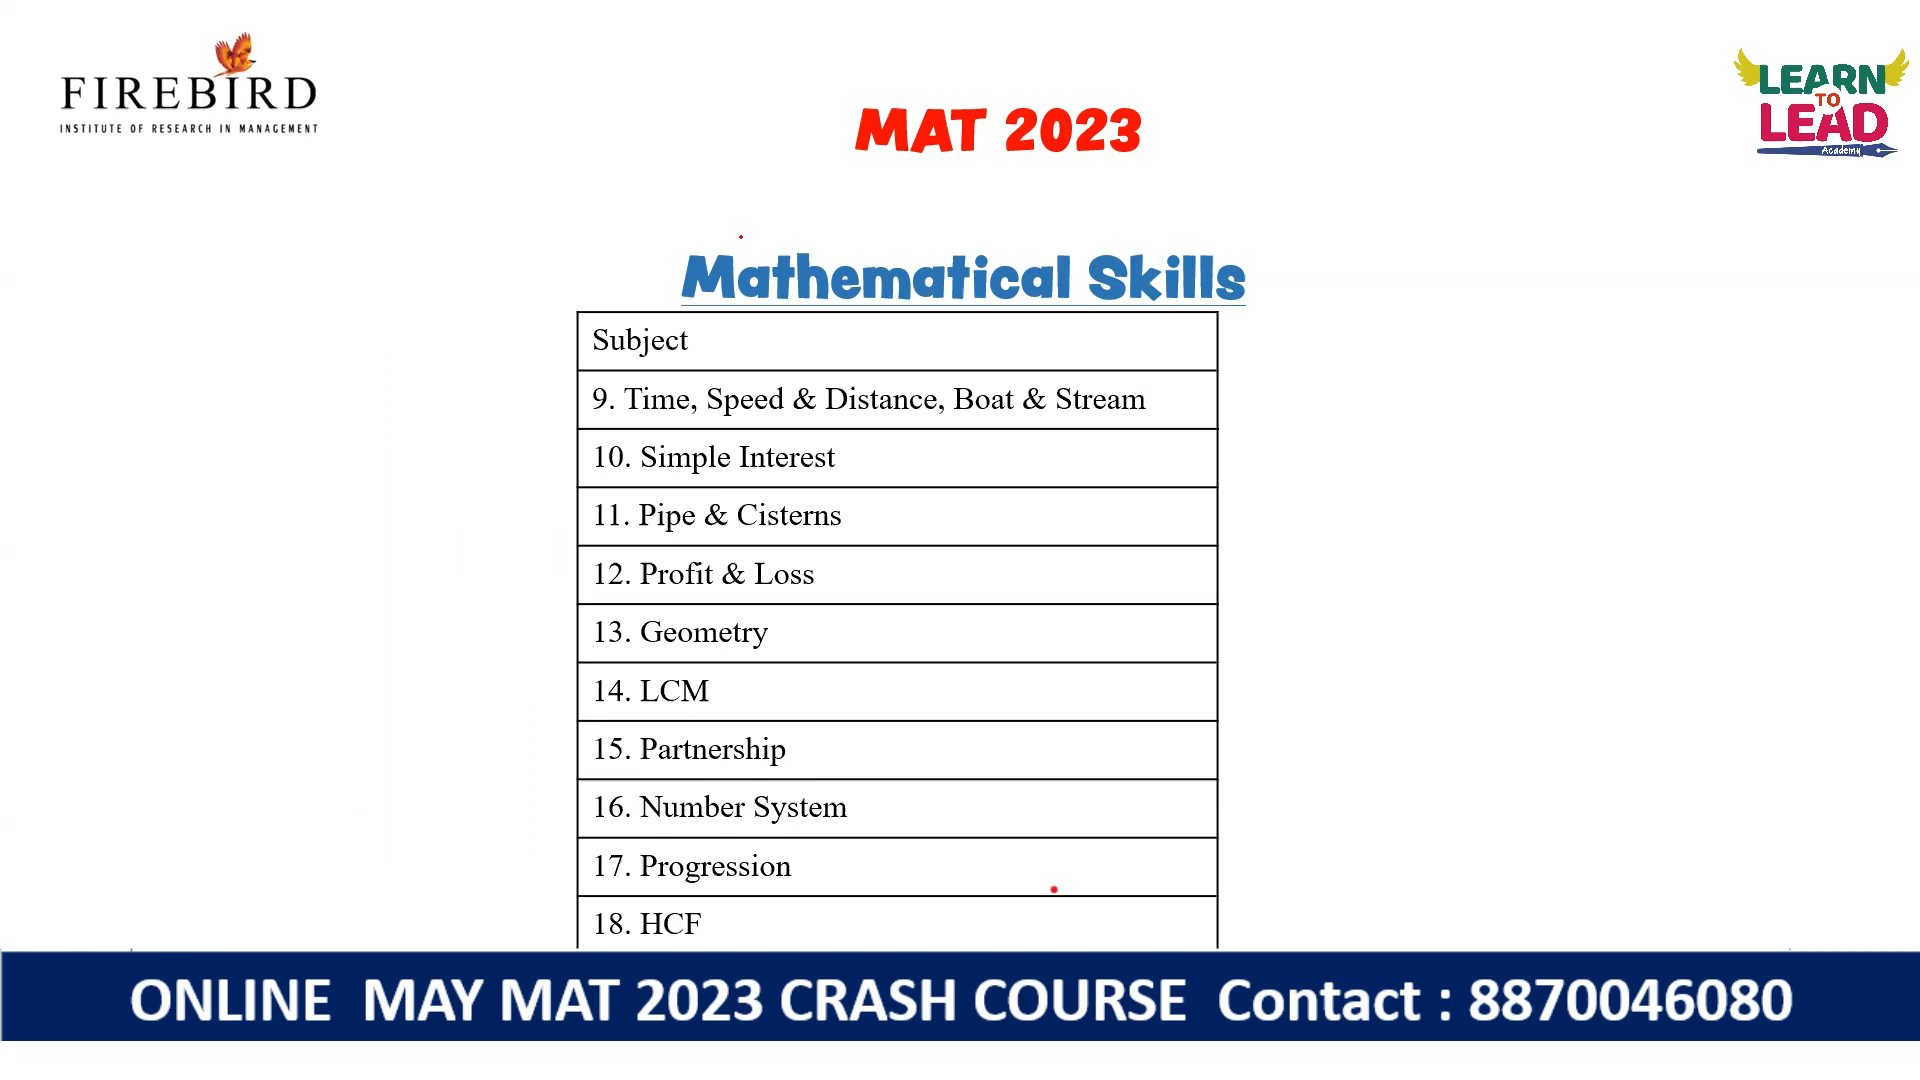 FIREBIRD
INSTITUTE OF RESEARCH IN MANAGEMENT
LEARN
TO
LEAD
Academy
MAT 2023
Mathematical Skills
Subject
9. Time, Speed & Distance, Boat & Stream
10. Simple Interest
11. Pipe & Cisterns
12. Profit & Loss
13. Geometry
14. LCM
15. Partnership
16. Number System
17. Progression
18. HCF
ONLINE MAY MAT 2023 CRASH COURSE Contact : 8870046080